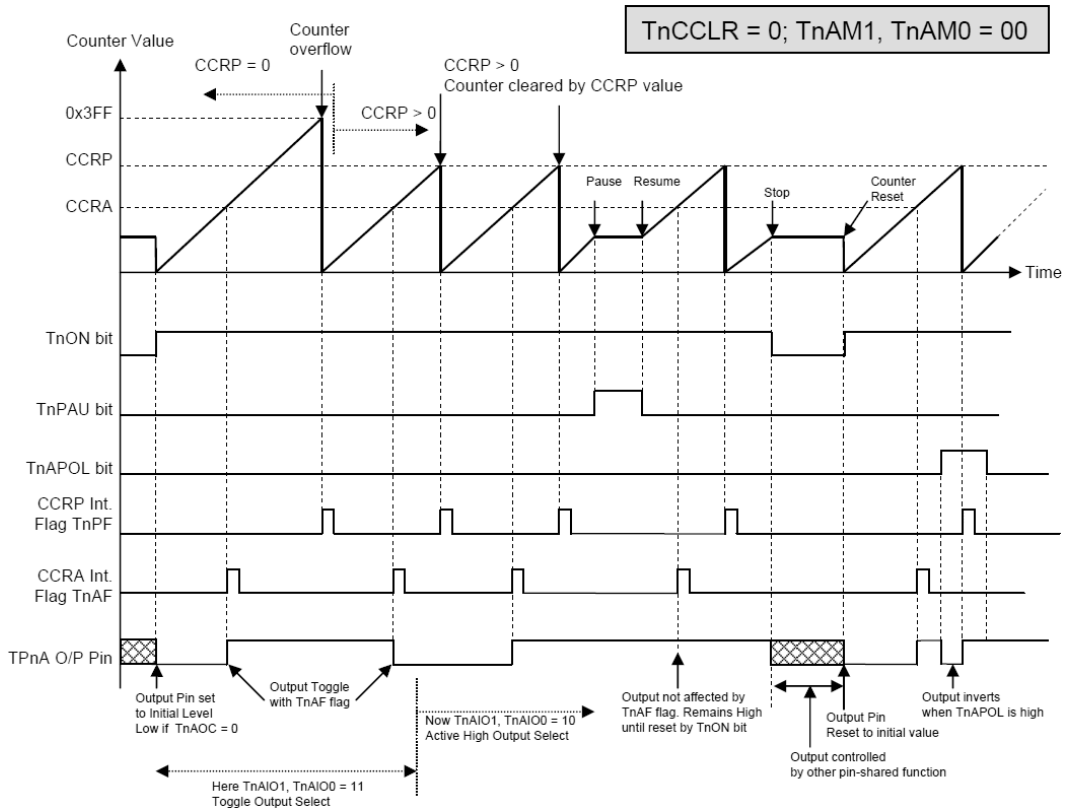 TnCCLR = 0; TnAM1, TnAM0 = 00
Counter Value
Counter
overflow
CCRP = 0
CCRP > 0
CCRP > 0
Counter cleared by CCRP value
0x3FF
CCRP
CCRA
Pause
Resume
Stop
Counter
Reset
Time
TnON bit
TnPAU bit
TnAPOL bit
CCRP Int.
Flag TnPF
CCRA Int.
Flag TnAF
TPnA O/P Pin
Output Pin set
to Initial Level
Low if TnAOC = 0
Output Toggle
with TnAF flag
Now TnAIO1, TnAIO0 = 10
Active High Output Select
Output not affected by
TnAF flag. Remains High
until reset by TnON bit
Output Pin
Reset to initial value
Output inverts
when TnAPOL is high
Output controlled
by other pin-shared function
Here TnAIO1, TnAIO0 = 11
Toggle Output Select